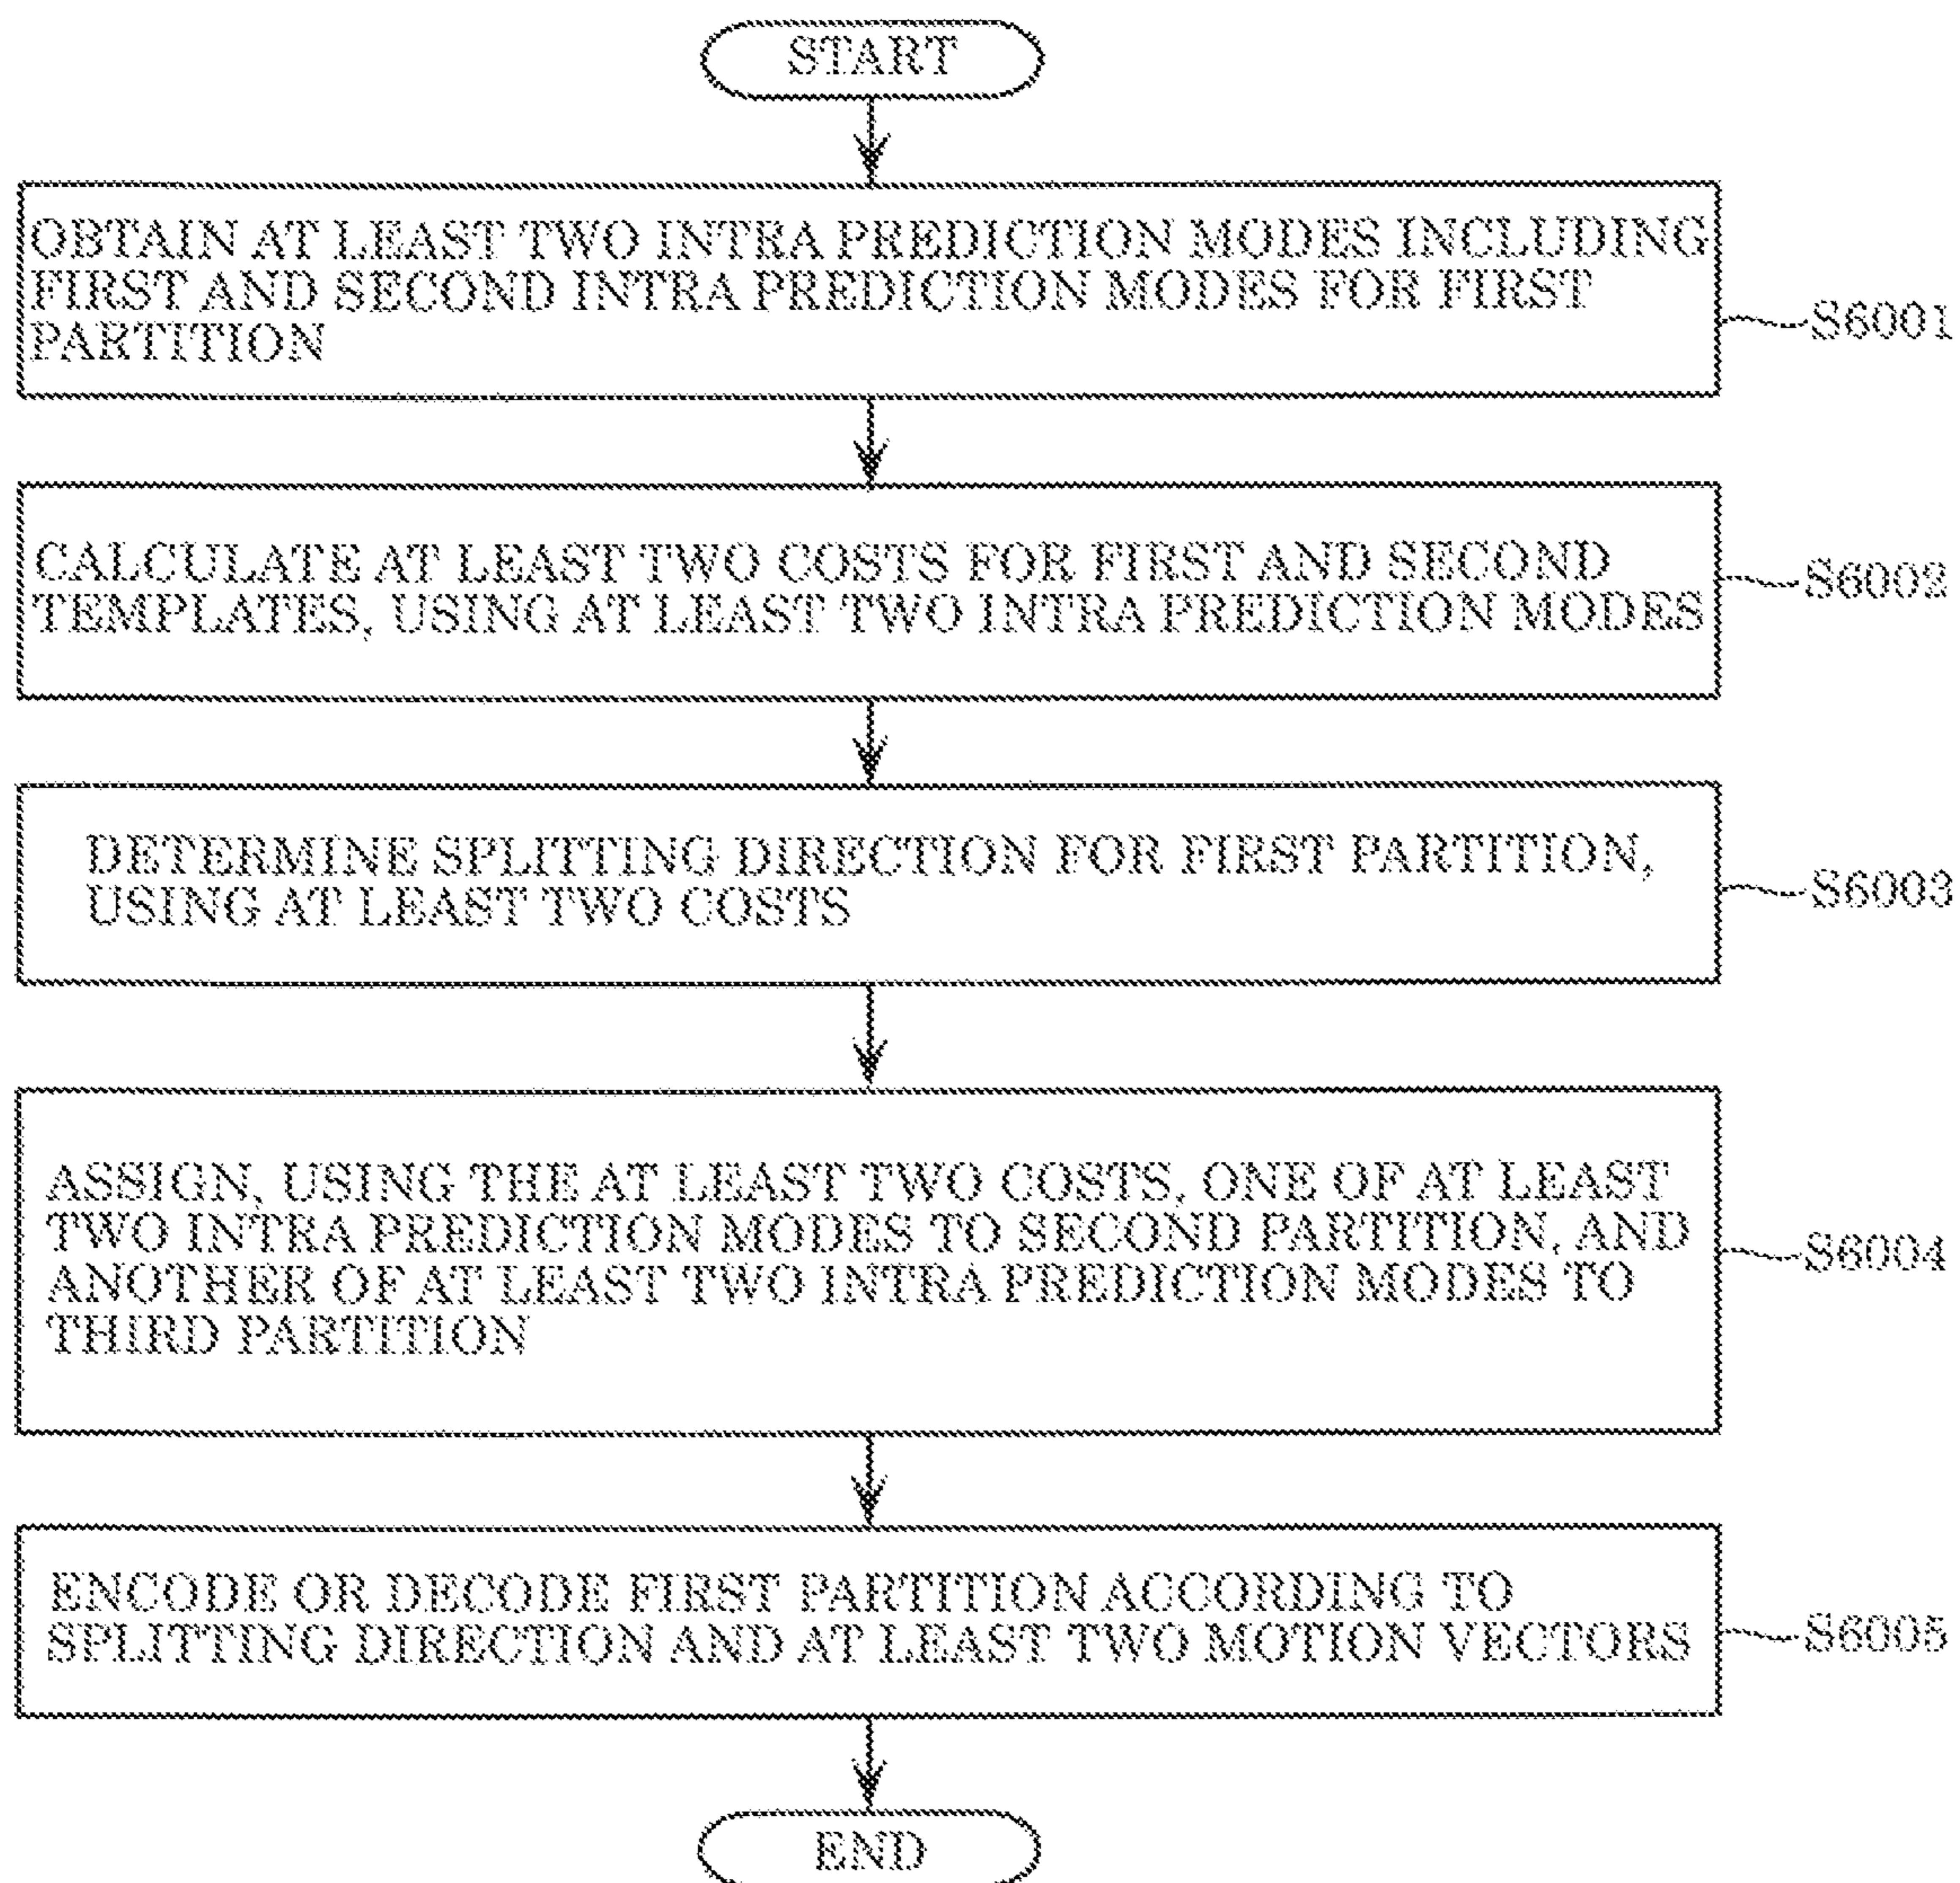 START
OBTAIN AT LEAST TWO INTRA PREDICTION MODES INCLUDING
FIRST AND SECOND INTRA PREDICTION MODES FOR FIRST
PARTITION
S6001
CALCULATE AT LEAST TWO COSTS FOR FIRST AND SECOND
TEMPLATES, USING AT LEAST TWO INTRA PREDICTION MODES
S6002
DETERMINE SPLITTING DIRECTION FOR FIRST PARTITION,
USING AT LEAST TWO COSTS
S6003
ASSIGN, USING THE AT LEAST TWO COSTS, ONE OF AT LEAST
TWO INTRA PREDICTION MODES TO SECOND PARTITION, AND
ANOTHER OF AT LEAST TWO INTRA PREDICTION MODES TO
THIRD PARTITION
S6004
ENCODE OR DECODE FIRST PARTITION ACCORDING TO
SPLITTING DIRECTION AND AT LEAST TWO MOTION VECTORS
S6005
END